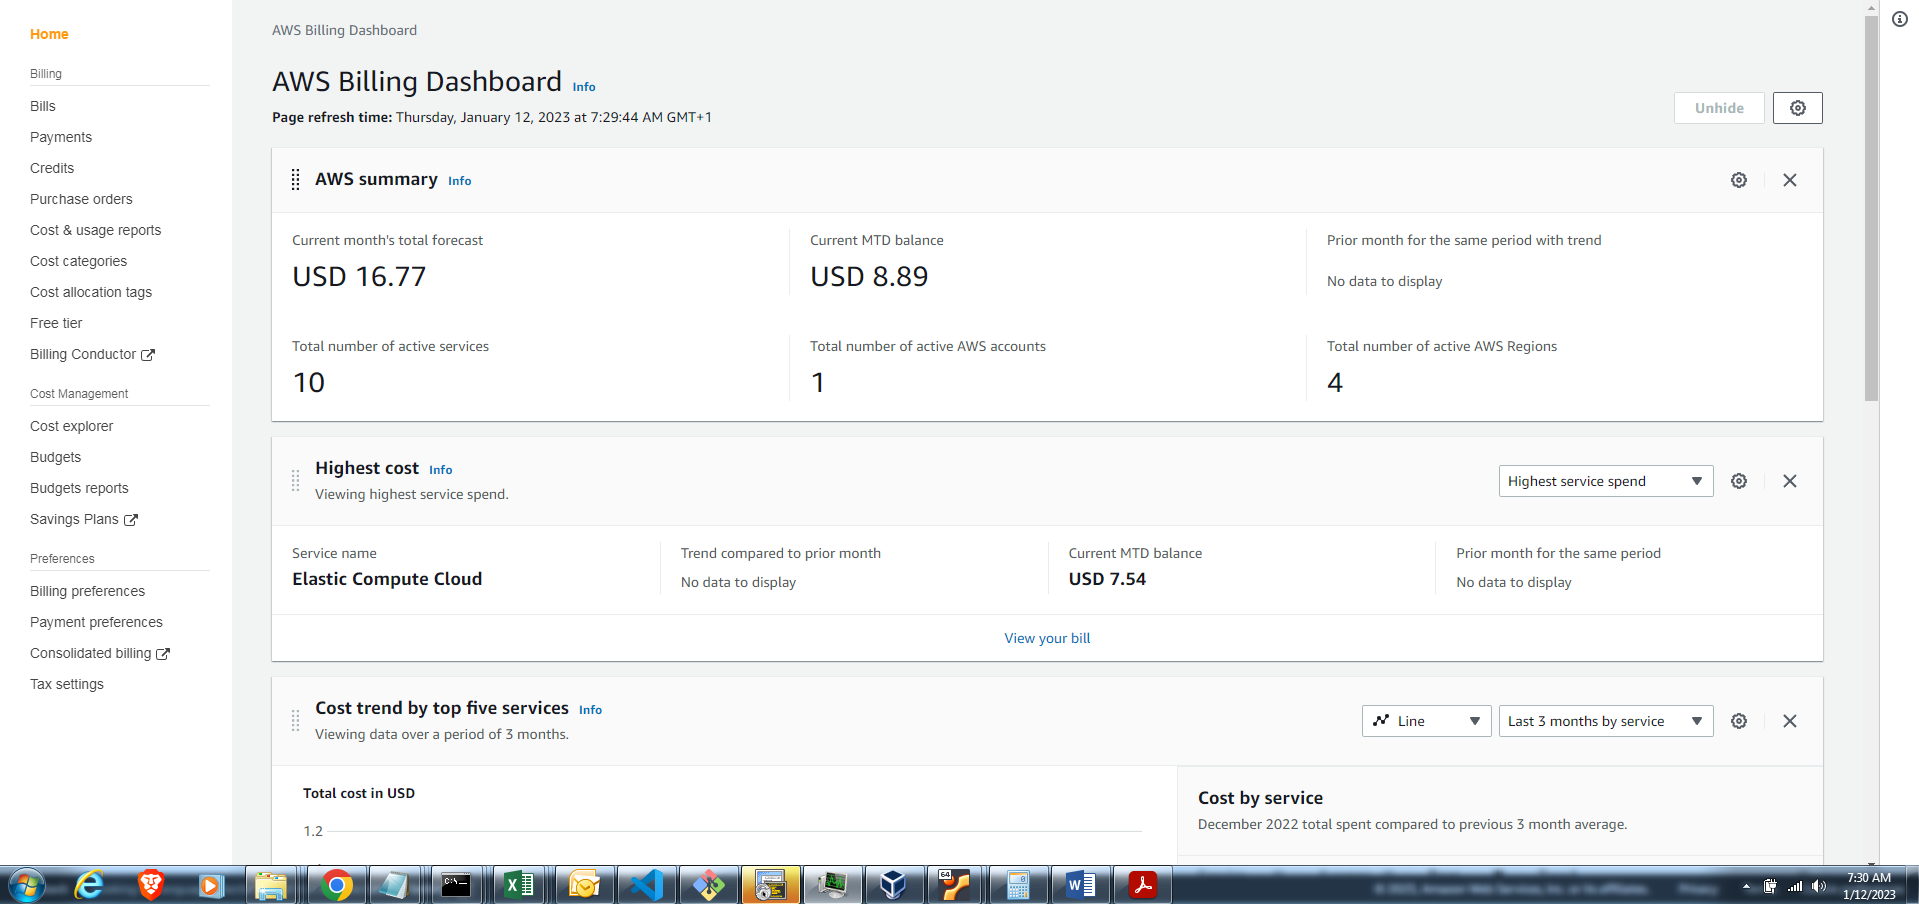 Home
Billing
Bills
Payments
Credits
Purchase orders
Cost & usage reports
Cost categories
Cost allocation tags
Free tier
Billing Conductor
Cost Management
Cost explorer
Budgets
Budgets reports
Savings Plans
Preferences
Billing preferences
Payment preferences
Consolidated billing
Tax settings
AWS Billing Dashboard
AWS Billing Dashboard Info
Page refresh time: Thursday, January 12, 2023 at 7:29:44 AM GMT+1
Unhide
AWS summary Info
Current month's total forecast
USD 16.77
Current MTD balance
USD 8.89
Prior month for the same period with trend
No data to display
Total number of active services
10
Total number of active AWS accounts
1
Total number of active AWS Regions
4
Highest cost Info
Viewing highest service spend.
Highest service spend
Service name
Elastic Compute Cloud
Trend compared to prior month
No data to display
Current MTD balance
USD 7.54
Prior month for the same period
No data to display
View your bill
Cost trend by top five services Info
Viewing data over a period of 3 months.
Line
Last 3 months by service
Total cost in USD
1.2
Cost by service
December 2022 total spent compared to previous 3 month average.
© 2023, Amazon Web Services, Inc. or its affiliates.
Privacy
7:30 AM
1/12/2023